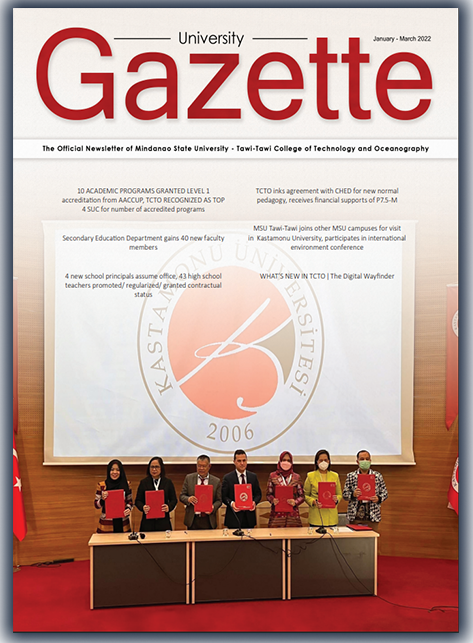 University
January - March 2022
Gazette
The Official Newsletter of Mindanao State University - Tawi-Tawi College of Technology and Oceanography
10 ACADEMIC PROGRAMS GRANTED LEVEL 1
accreditation from AACCUP, TCTO RECOGNIZED AS TOP
4 SUC for number of accredited programs
TCTO inks agreement with CHED for new normal
pedagogy, receives financial supports of P7.5-M
Secondary Education Department gains 40 new faculty
members
MSU Tawi-Tawi joins other MSU campuses for visit
in Kastamonu University, participates in international
environment conference
4 new school principals assume office, 43 high school
teachers promoted/ regularized/ granted contractual
status
WHAT'S NEW IN TCTO | The Digital Wayfinder
KASTAMONU ÜNİVERSİTESİ
2006